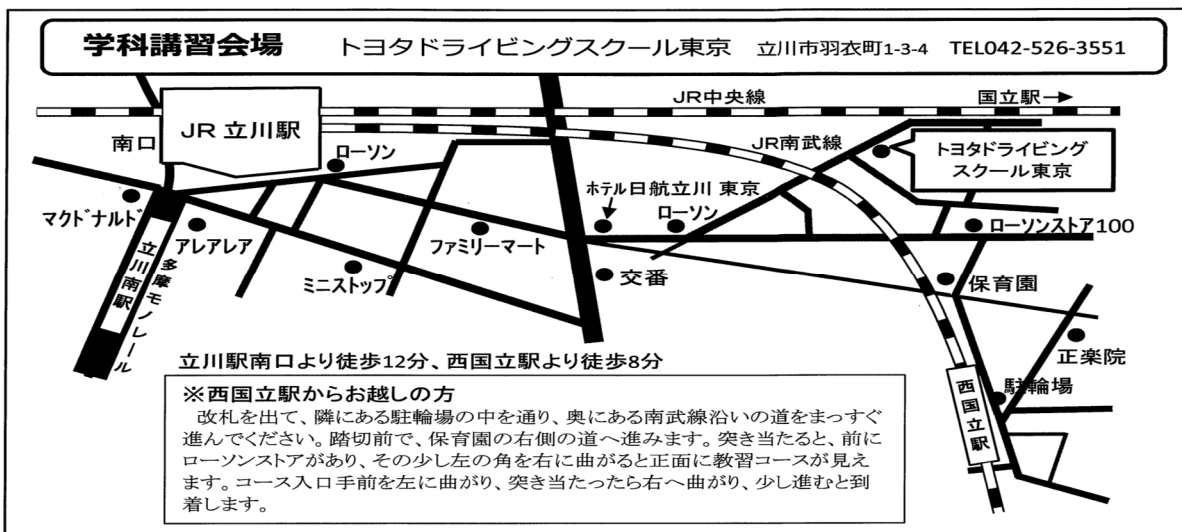 学科講習会場 トヨタドライビングスクール東京 立川市羽衣町1-3-4 TEL042-526-3551
JR中央線
国立駅→
JR 立川駅
南口
JR南武線
トヨタドライビング
スクール東京
ローソン
ホテル日航立川 東京
ローソン
マクドナルド
アレアレア
ファミリーマート
ローソンストア100
ミニストップ
交番
保育園
立川南駅
多摩モノレール
正楽院
駐輪場
西国立駅
立川駅南口より徒歩12分、西国立駅より徒歩8分
※西国立駅からお越しの方
改札を出て、隣にある駐輪場の中を通り、奥にある南武線沿いの道をまっすぐ
進んでください。踏切前で、保育園の右側の道へ進みます。突き当たると、前に
ローソンストアがあり、その少し左の角を右に曲がると正面に教習コースが見え
ます。コース入口手前を左に曲がり、突き当たったら右へ曲がり、少し進むと到
着します。